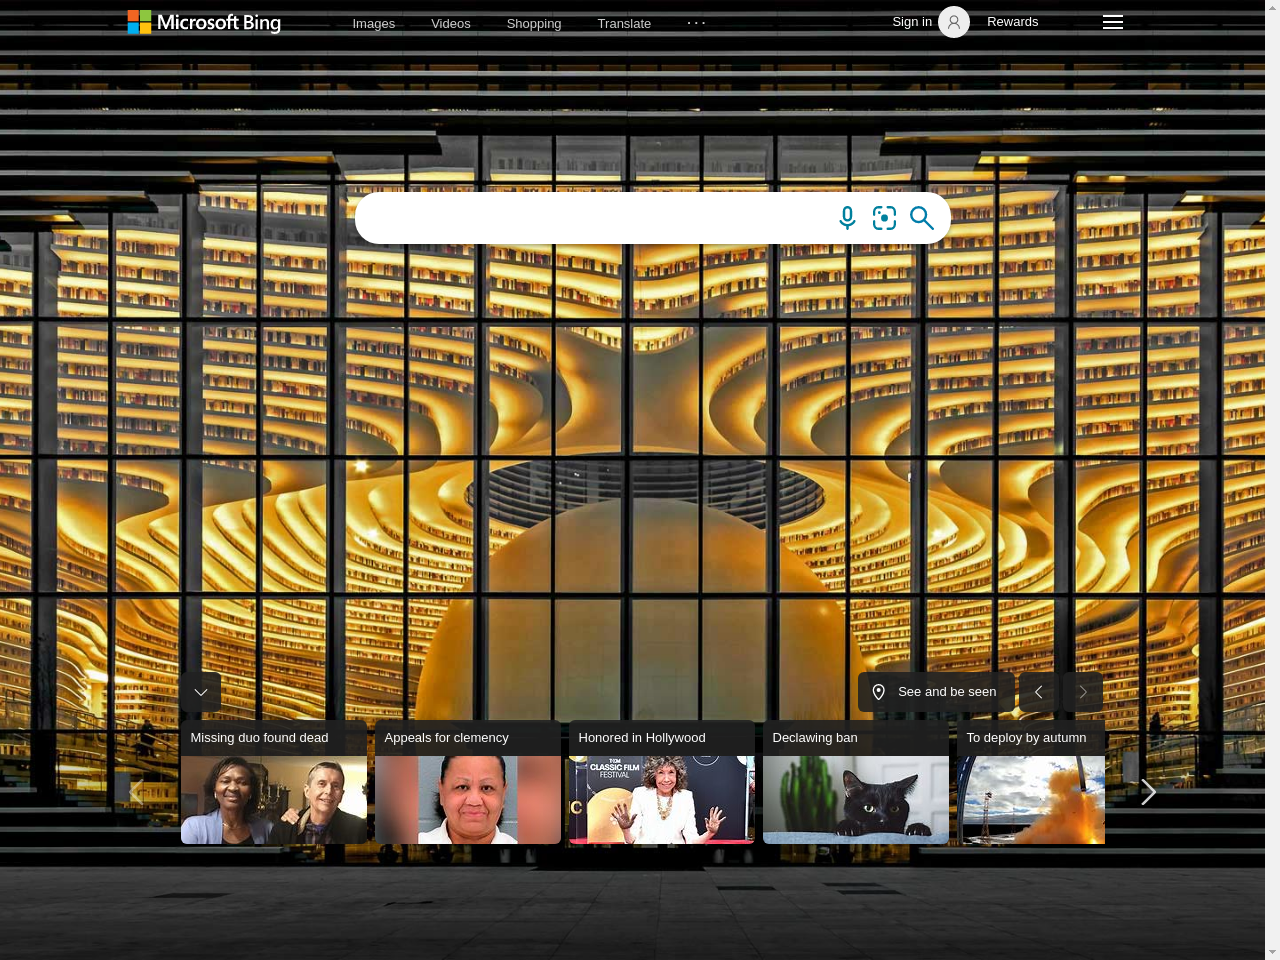 Microsoft Bing
Images
Videos
Shopping
Translate
Sign in
Rewards
See and be seen
Missing duo found dead
Appeals for clemency
Honored in Hollywood
Declawing ban
To deploy by autumn
TCM
CLASSIC FILM
FESTIVAL